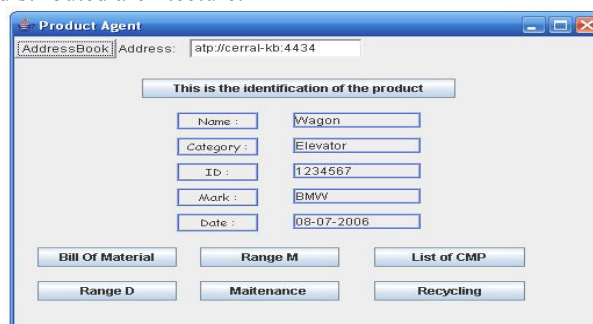 Product Agent
AddressBook Address: atp://cerral-kb:4434
This is the identification of the product
Name : Wagon
Category : Elevator
ID : 1234567
Mark : BMW
Date : 08-07-2006
Bill Of Material Range M List of CMP
Range D Maitenance Recycling